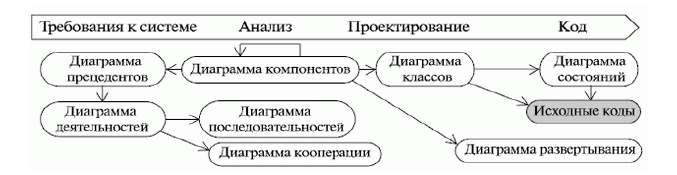 Требования к системе Анализ Проектирование Код
Диаграмма
прецедентов
Диаграмма компонентов
Диаграмма
классов
Диаграмма
состояний
Диаграмма
деятельностей
Диаграмма
последовательностей
Исходные коды
Диаграмма кооперации
Диаграмма развертывания